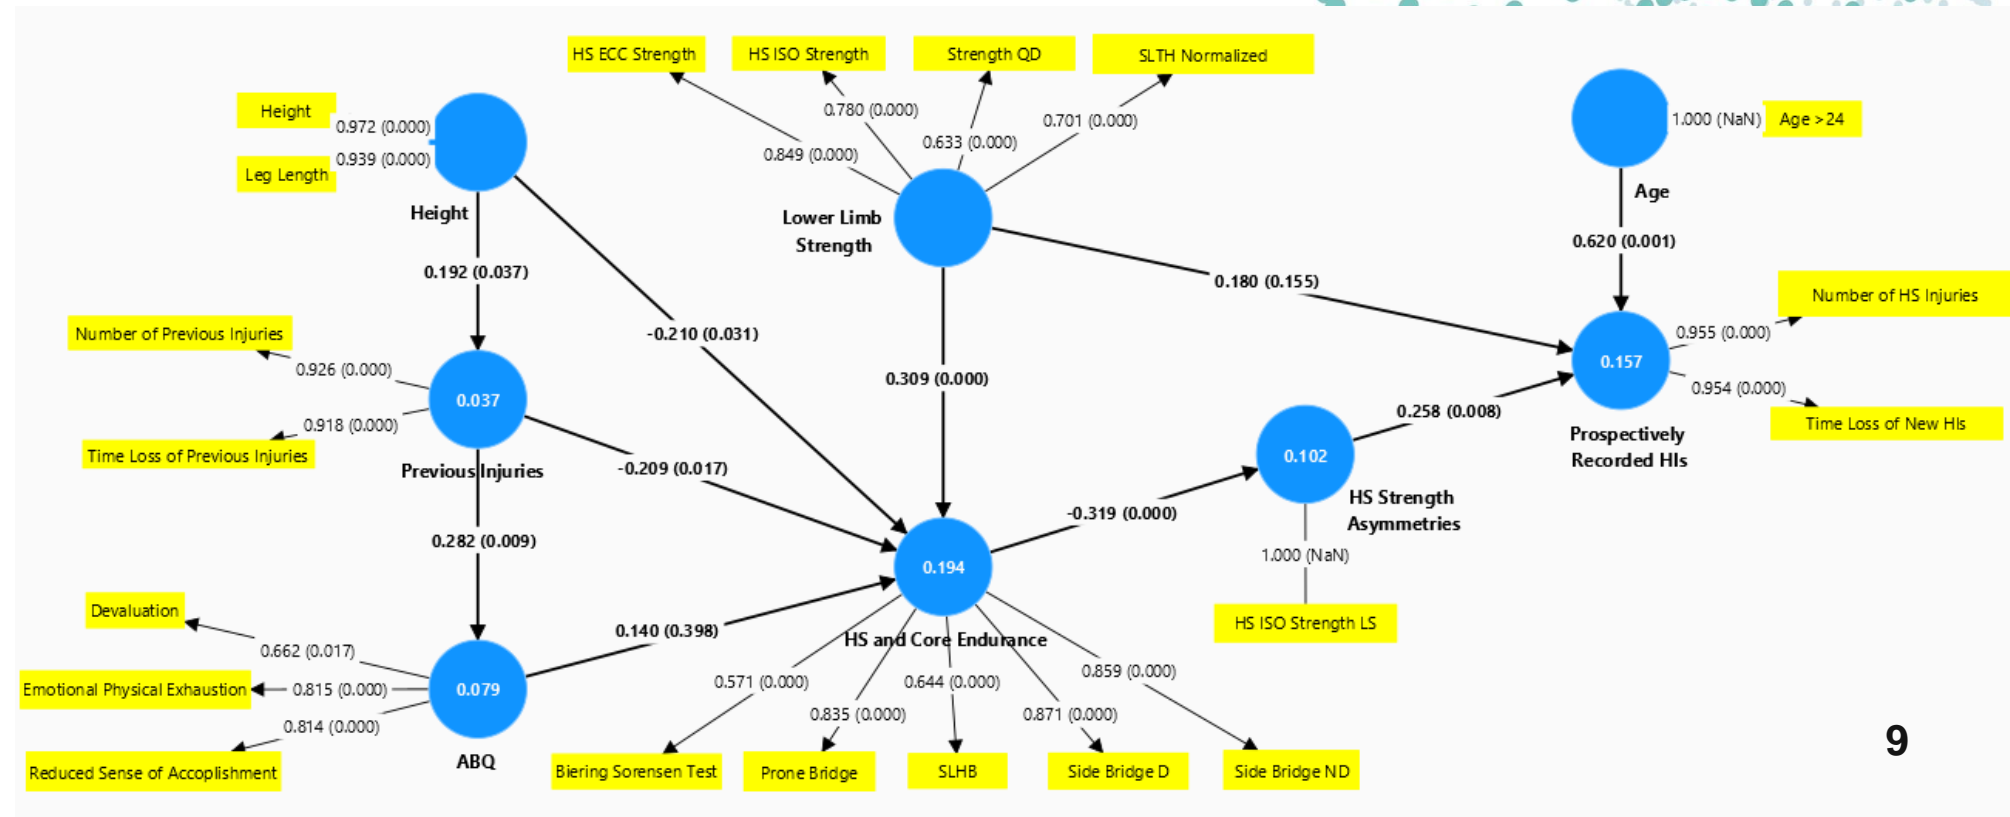 HS ECC Strength
HS ISO Strength
Strength QD
SLTH Normalized
Height
0.972 (0.000)
0.939 (0.000)
Leg Length
Height
0.849 (0.000)
0.780 (0.000)
0.633 (0.000)
0.701 (0.000)
Lower Limb
Strength
1.000 (NaN)
Age >24
Age
0.192 (0.037)
-0.210 (0.031)
0.309 (0.000)
0.180 (0.155)
0.620 (0.001)
Number of Previous Injuries
0.926 (0.000)
0.037
0.918 (0.000)
Time Loss of Previous Injuries
Previous Injuries
-0.209 (0.017)
0.282 (0.009)
0.157
0.955 (0.000)
Number of HS Injuries
0.954 (0.000)
Time Loss of New HIs
Prospectively
Recorded HIs
0.258 (0.008)
0.102
HS Strength
Asymmetries
-0.319 (0.000)
1.000 (NaN)
HS ISO Strength LS
0.194
HS and Core Endurance
0.140 (0.398)
Devaluation
0.662 (0.017)
Emotional Physical Exhaustion
0.815 (0.000)
0.079
0.814 (0.000)
Reduced Sense of Accoplishment
ABQ
0.571 (0.000)
0.835 (0.000)
0.644 (0.000)
0.871 (0.000)
0.859 (0.000)
Biering Sorensen Test
Prone Bridge
SLHB
Side Bridge D
Side Bridge ND
9